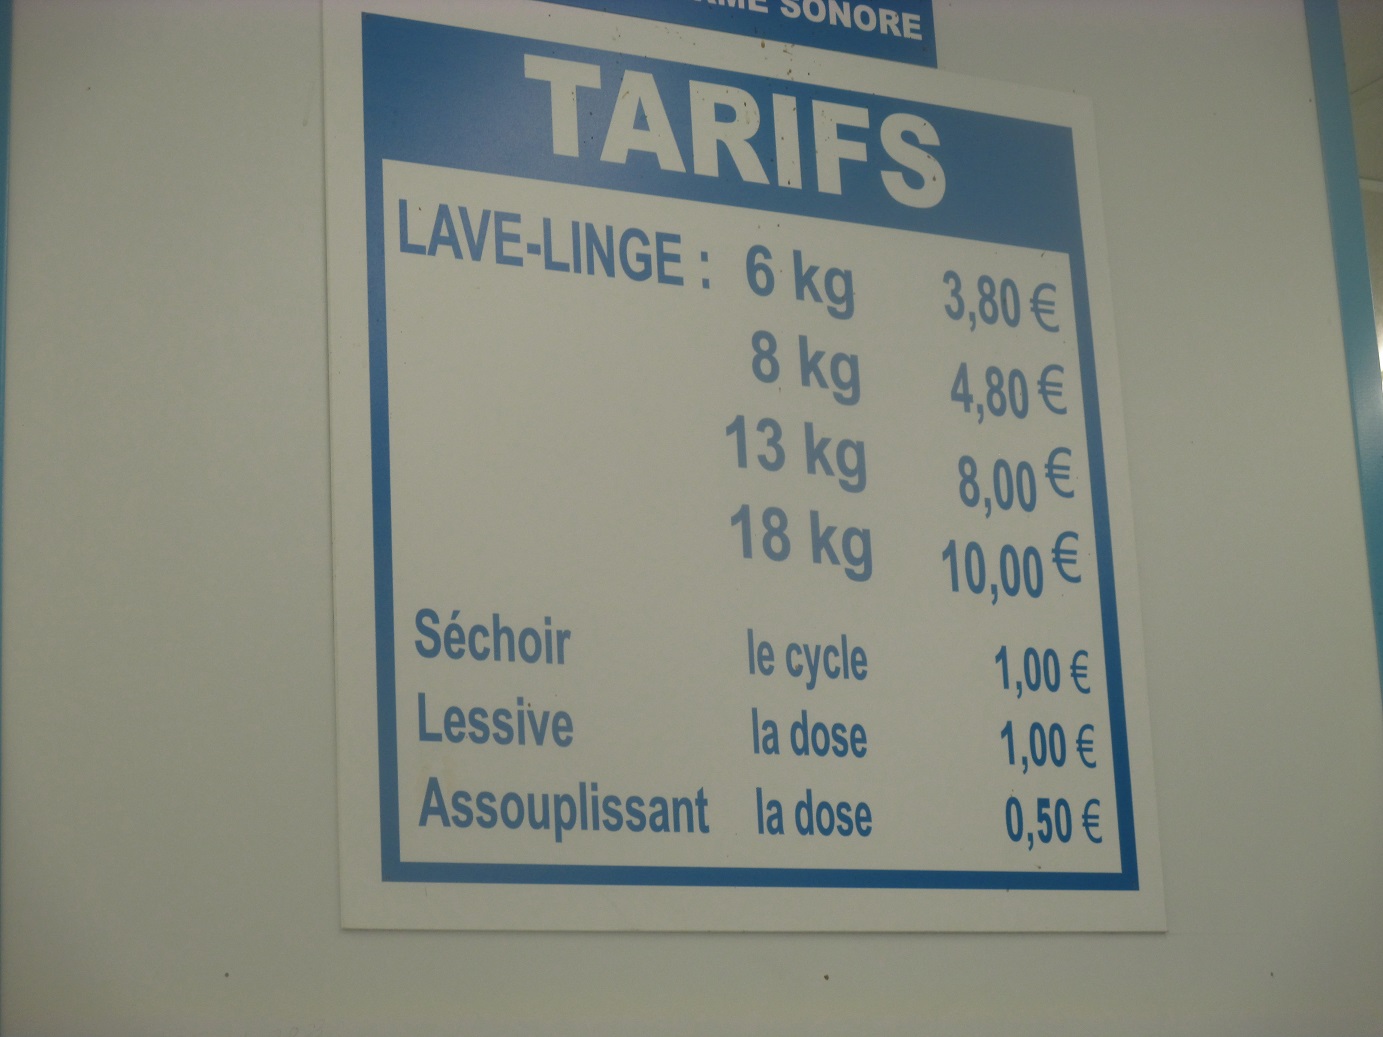 SONORE
TARIFS
LAVE-LINGE : 6 kg 3,80 €
8 kg 4,80 €
13 kg 8,00 €
18 kg 10,00 €
Séchoir le cycle 1,00 €
Lessive la dose 1,00 €
Assouplissant la dose 0,50 €